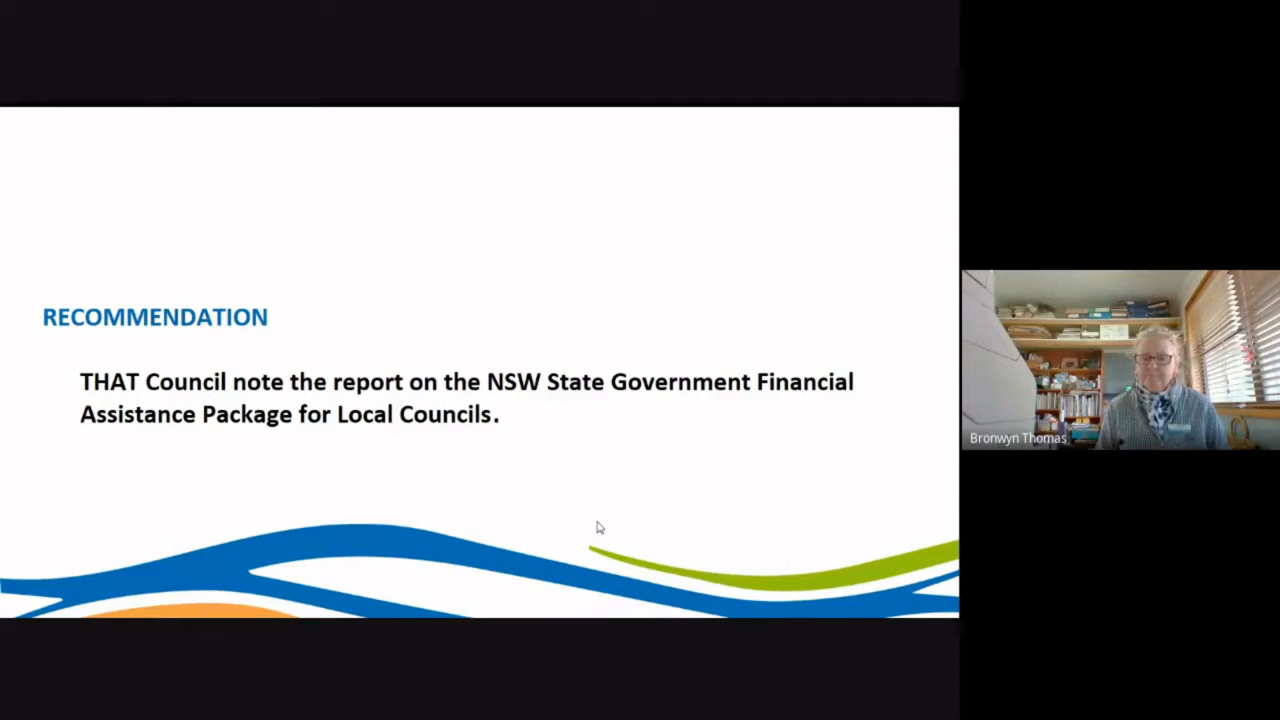 RECOMMENDATION
THAT Council note the report on the NSW State Government Financial
Assistance Package for Local Councils.
Bronwyn Thomas